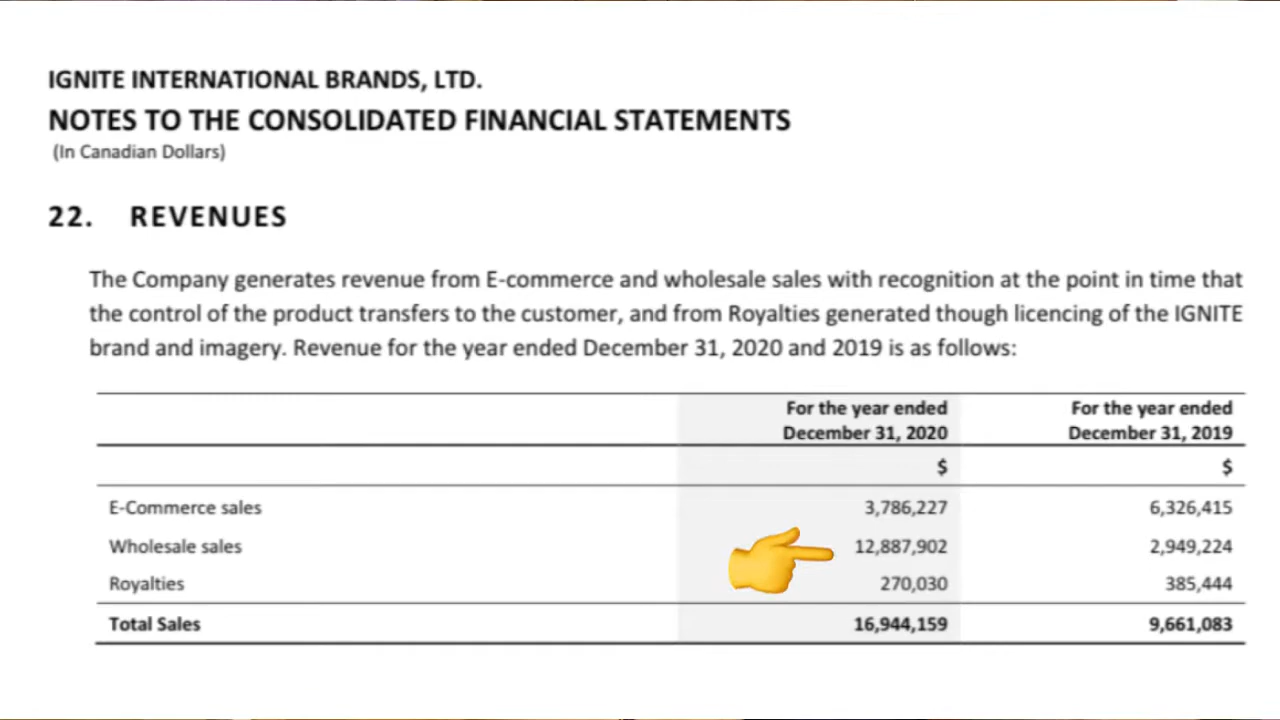 IGNITE INTERNATIONAL BRANDS, LTD.
NOTES TO THE CONSOLIDATED FINANCIAL STATEMENTS
(In Canadian Dollars)
22. REVENUES
The Company generates revenue from E-commerce and wholesale sales with recognition at the point in time that
the control of the product transfers to the customer, and from Royalties generated though licencing of the IGNITE
brand and imagery. Revenue for the year ended December 31, 2020 and 2019 is as follows:
For the year ended For the year ended
December 31, 2020 December 31, 2019
$ $
E-Commerce sales 3,786,227 6,326,415
Wholesale sales 12,887,902 2,949,224
Royalties 270,030 385,444
Total Sales 16,944,159 9,661,083